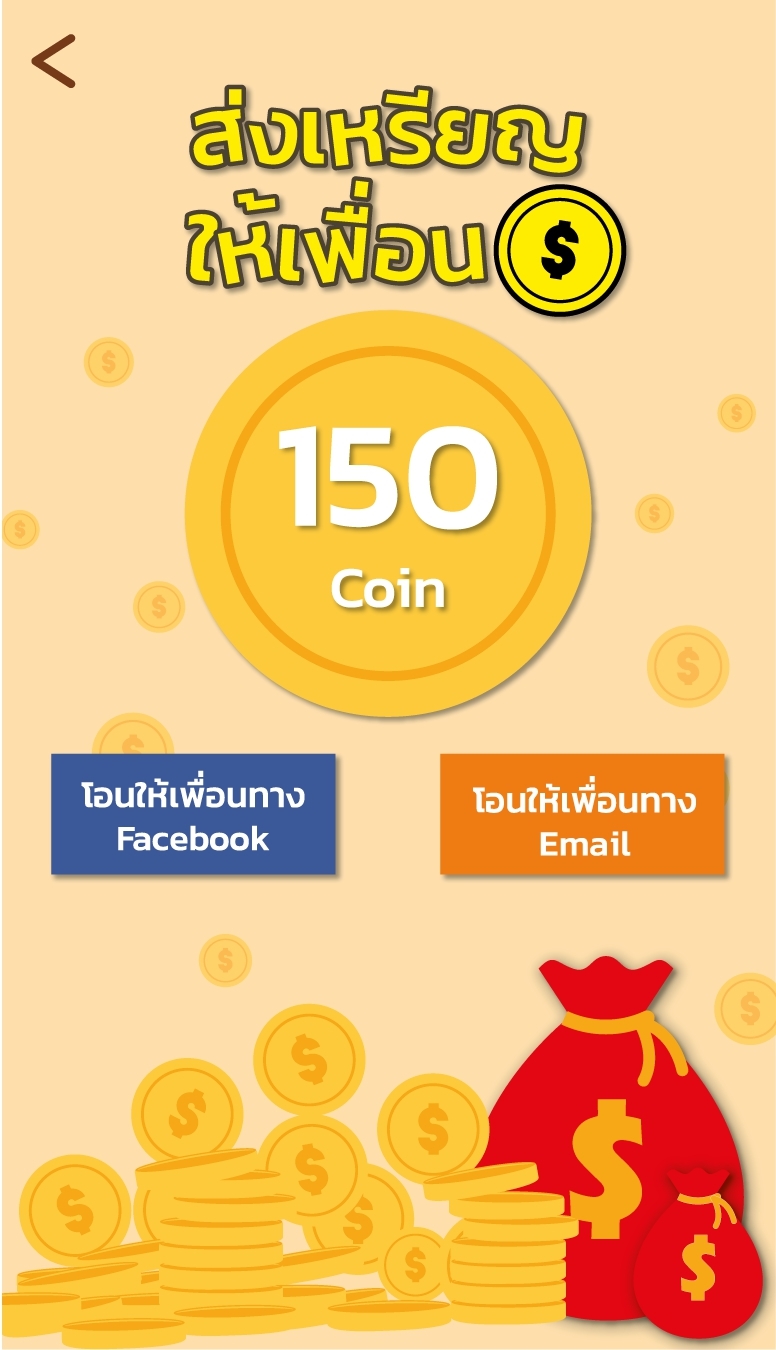 ส่งเหรียญ
ให้เพื่อน $
150
Coin
โอนให้เพื่อนทาง
Facebook
โอนให้เพื่อนทาง
Email